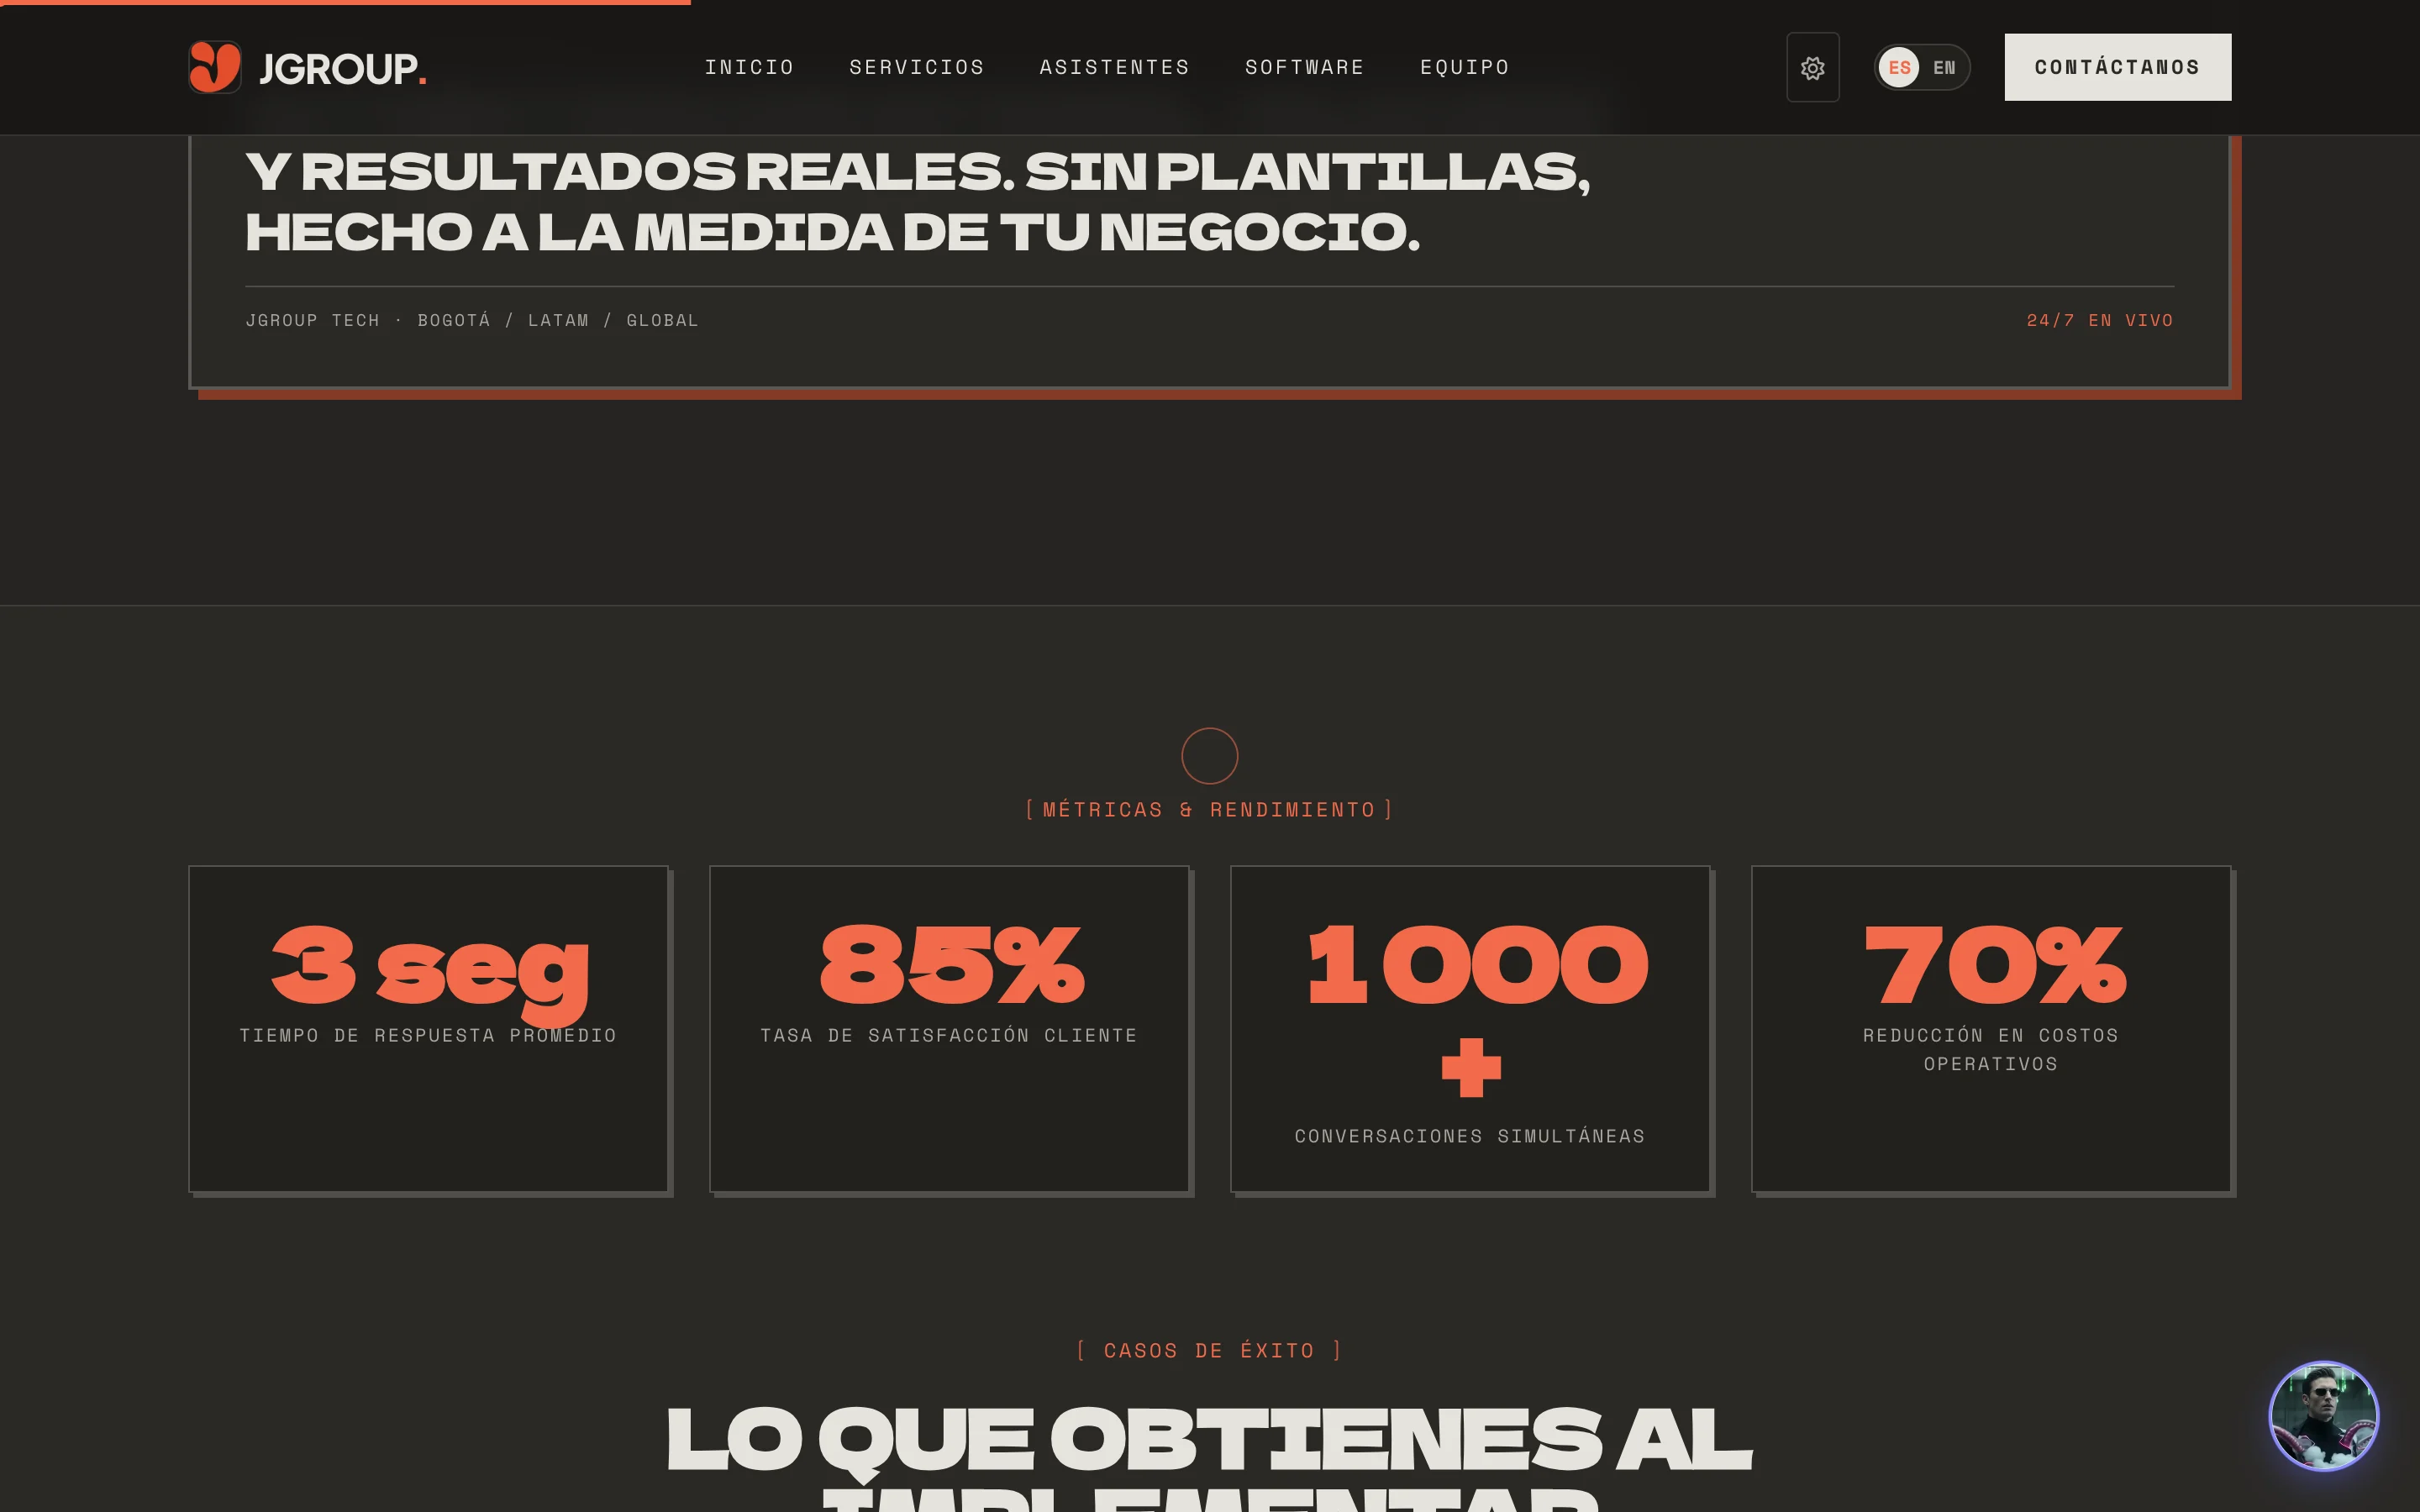 JGROUP.
INICIO
SERVICIOS
ASISTENTES
SOFTWARE
EQUIPO
ES
EN
CONTÁCTANOS
Y RESULTADOS REALES. SIN PLANTILLAS,
HECHO A LA MEDIDA DE TU NEGOCIO.
JGROUP TECH · BOGOTÁ / LATAM / GLOBAL
24/7 EN VIVO
[ MÉTRICAS & RENDIMIENTO ]
3 seg
TIEMPO DE RESPUESTA PROMEDIO
85%
TASA DE SATISFACCIÓN CLIENTE
1000
+
CONVERSACIONES SIMULTÁNEAS
70%
REDUCCIÓN EN COSTOS
OPERATIVOS
[ CASOS DE ÉXITO ]
LO QUE OBTIENES AL
IMPLEMENTAR